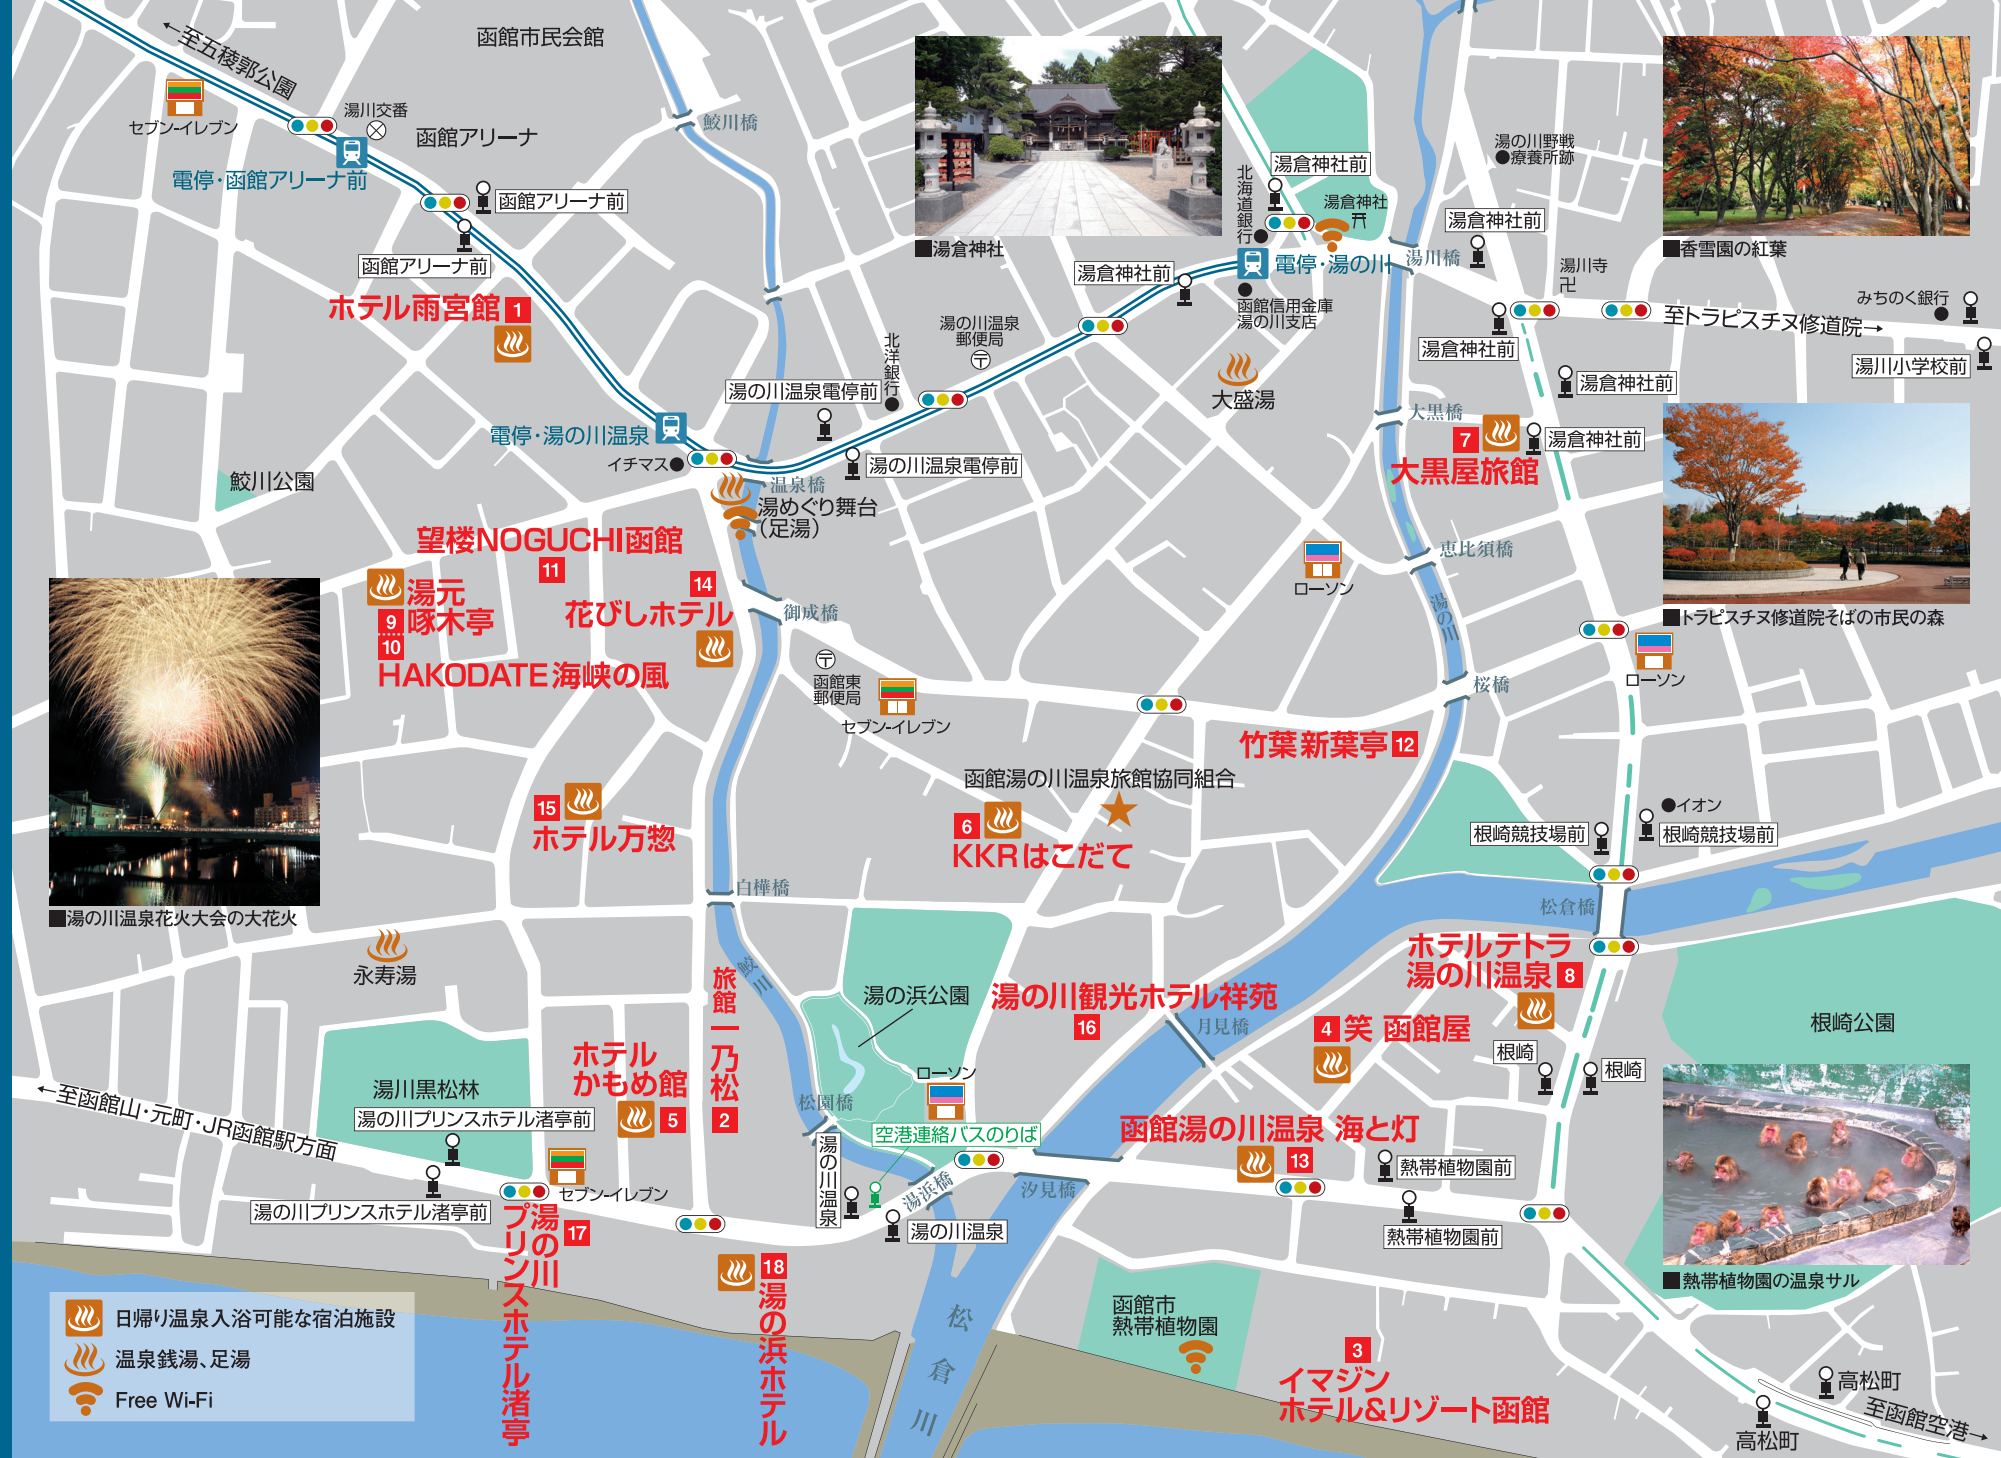 ←至五稜郭公園
函館市民会館
セブン-イレブン
湯川交番
函館アリーナ
電停・函館アリーナ前
函館アリーナ前
函館アリーナ前
鮫川橋
■湯倉神社
湯倉神社前
北海道銀行
湯倉神社
湯の川野戦
療養所跡
■香雪園の紅葉
湯倉神社前
湯川橋
電停・湯の川
湯倉神社前
函館信用金庫
湯の川支店
湯川寺
みちのく銀行
至トラピスチヌ修道院→
湯倉神社前
湯川小学校前
湯倉神社前
ホテル雨宮館 1
湯の川温泉
郵便局
北洋銀行
湯の川温泉電停前
大盛湯
大黒橋
湯倉神社前
7
大黒屋旅館
電停・湯の川温泉
イチマス
湯の川温泉電停前
温泉橋
湯めぐり舞台
(足湯)
鮫川公園
望楼NOGUCHI函館
11
恵比須橋
ローソン
湯の川
■トラピスチヌ修道院そばの市民の森
湯元
啄木亭
9
10
HAKODATE 海峡の風
14
花びしホテル
御成橋
函館東
郵便局
セブン-イレブン
桜橋
ローソン
竹葉新葉亭 12
函館湯の川温泉旅館協同組合
6
KKRはこだて
15
ホテル万惣
イオン
根崎競技場前
根崎競技場前
白樺橋
松倉橋
■湯の川温泉花火大会の大花火
永寿湯
鮫川
湯の浜公園
湯の川観光ホテル祥苑
16
月見橋
ホテルテトラ
湯の川温泉 8
4 笑 函館屋
根崎公園
根崎
根崎
旅館一乃松
2
ホテル
かもめ館
5
湯川黒松林
湯の川プリンスホテル渚亭前
←至函館山・元町・JR函館駅方面
湯の川プリンスホテル渚亭前
セブン-イレブン
松園橋
ローソン
空港連絡バスのりば
湯の川温泉
湯浜橋
湯の川温泉
汐見橋
函館湯の川温泉 海と灯
13
熱帯植物園前
熱帯植物園前
■熱帯植物園の温泉サル
17
湯の川
プリンスホテル渚亭
18
湯の浜ホテル
松倉川
函館市
熱帯植物園
3
イマジン
ホテル&リゾート函館
高松町
高松町
至函館空港→
日帰り温泉入浴可能な宿泊施設
温泉銭湯、足湯
Free Wi-Fi